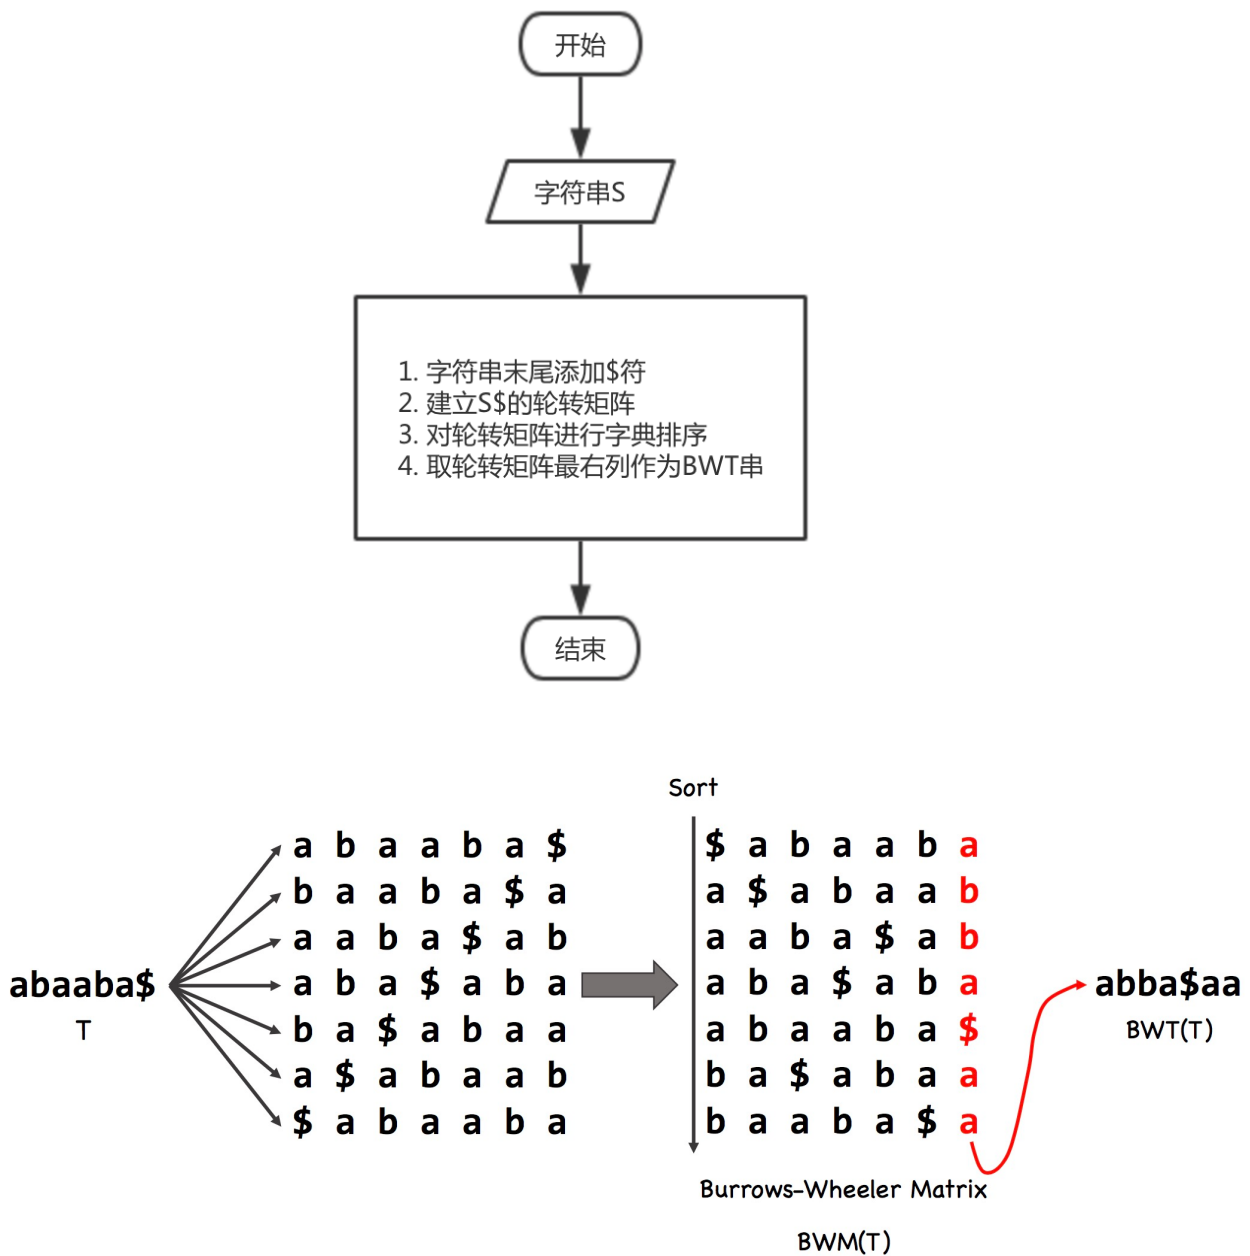 开始
字符串S
1. 字符串末尾添加$符
2. 建立S$的轮转矩阵
3. 对轮转矩阵进行字典排序
4. 取轮转矩阵最右列作为BWT串
结束
Sort
a b a a b a $
$ a b a a b a
b a a b a $ a
a $ a b a a b
a a b a $ a b
a a b a $ a b
abaaba$
a b a $ a b a
a b a $ a b a
abba$aa
T
b a $ a b a a
a b a a b a $
BWT(T)
a $ a b a a b
b a $ a b a a
$ a b a a b a
b a a b a $ a
Burrows-Wheeler Matrix
BWM(T)